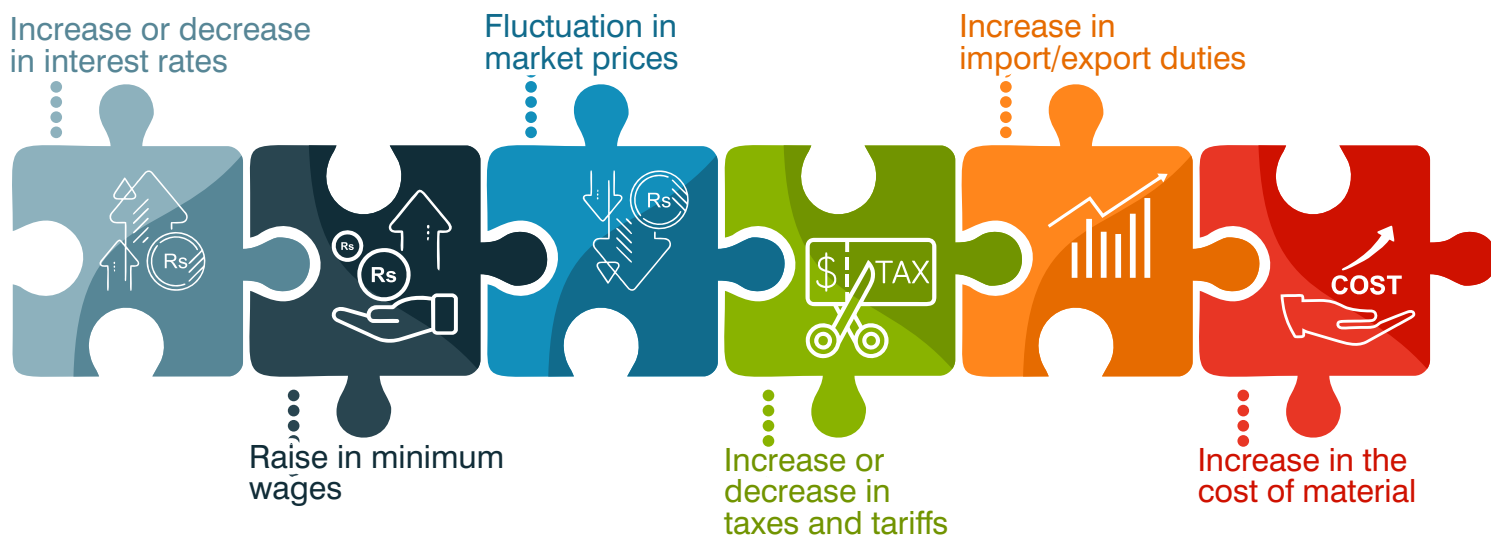 Increase or decrease
in interest rates
Rs
Raise in minimum
wages
Rs
Rs
Fluctuation in
market prices
Rs
Increase or
decrease in
taxes and tariffs
$ TAX
Increase in
import/export duties
Increase in the
cost of material
COST